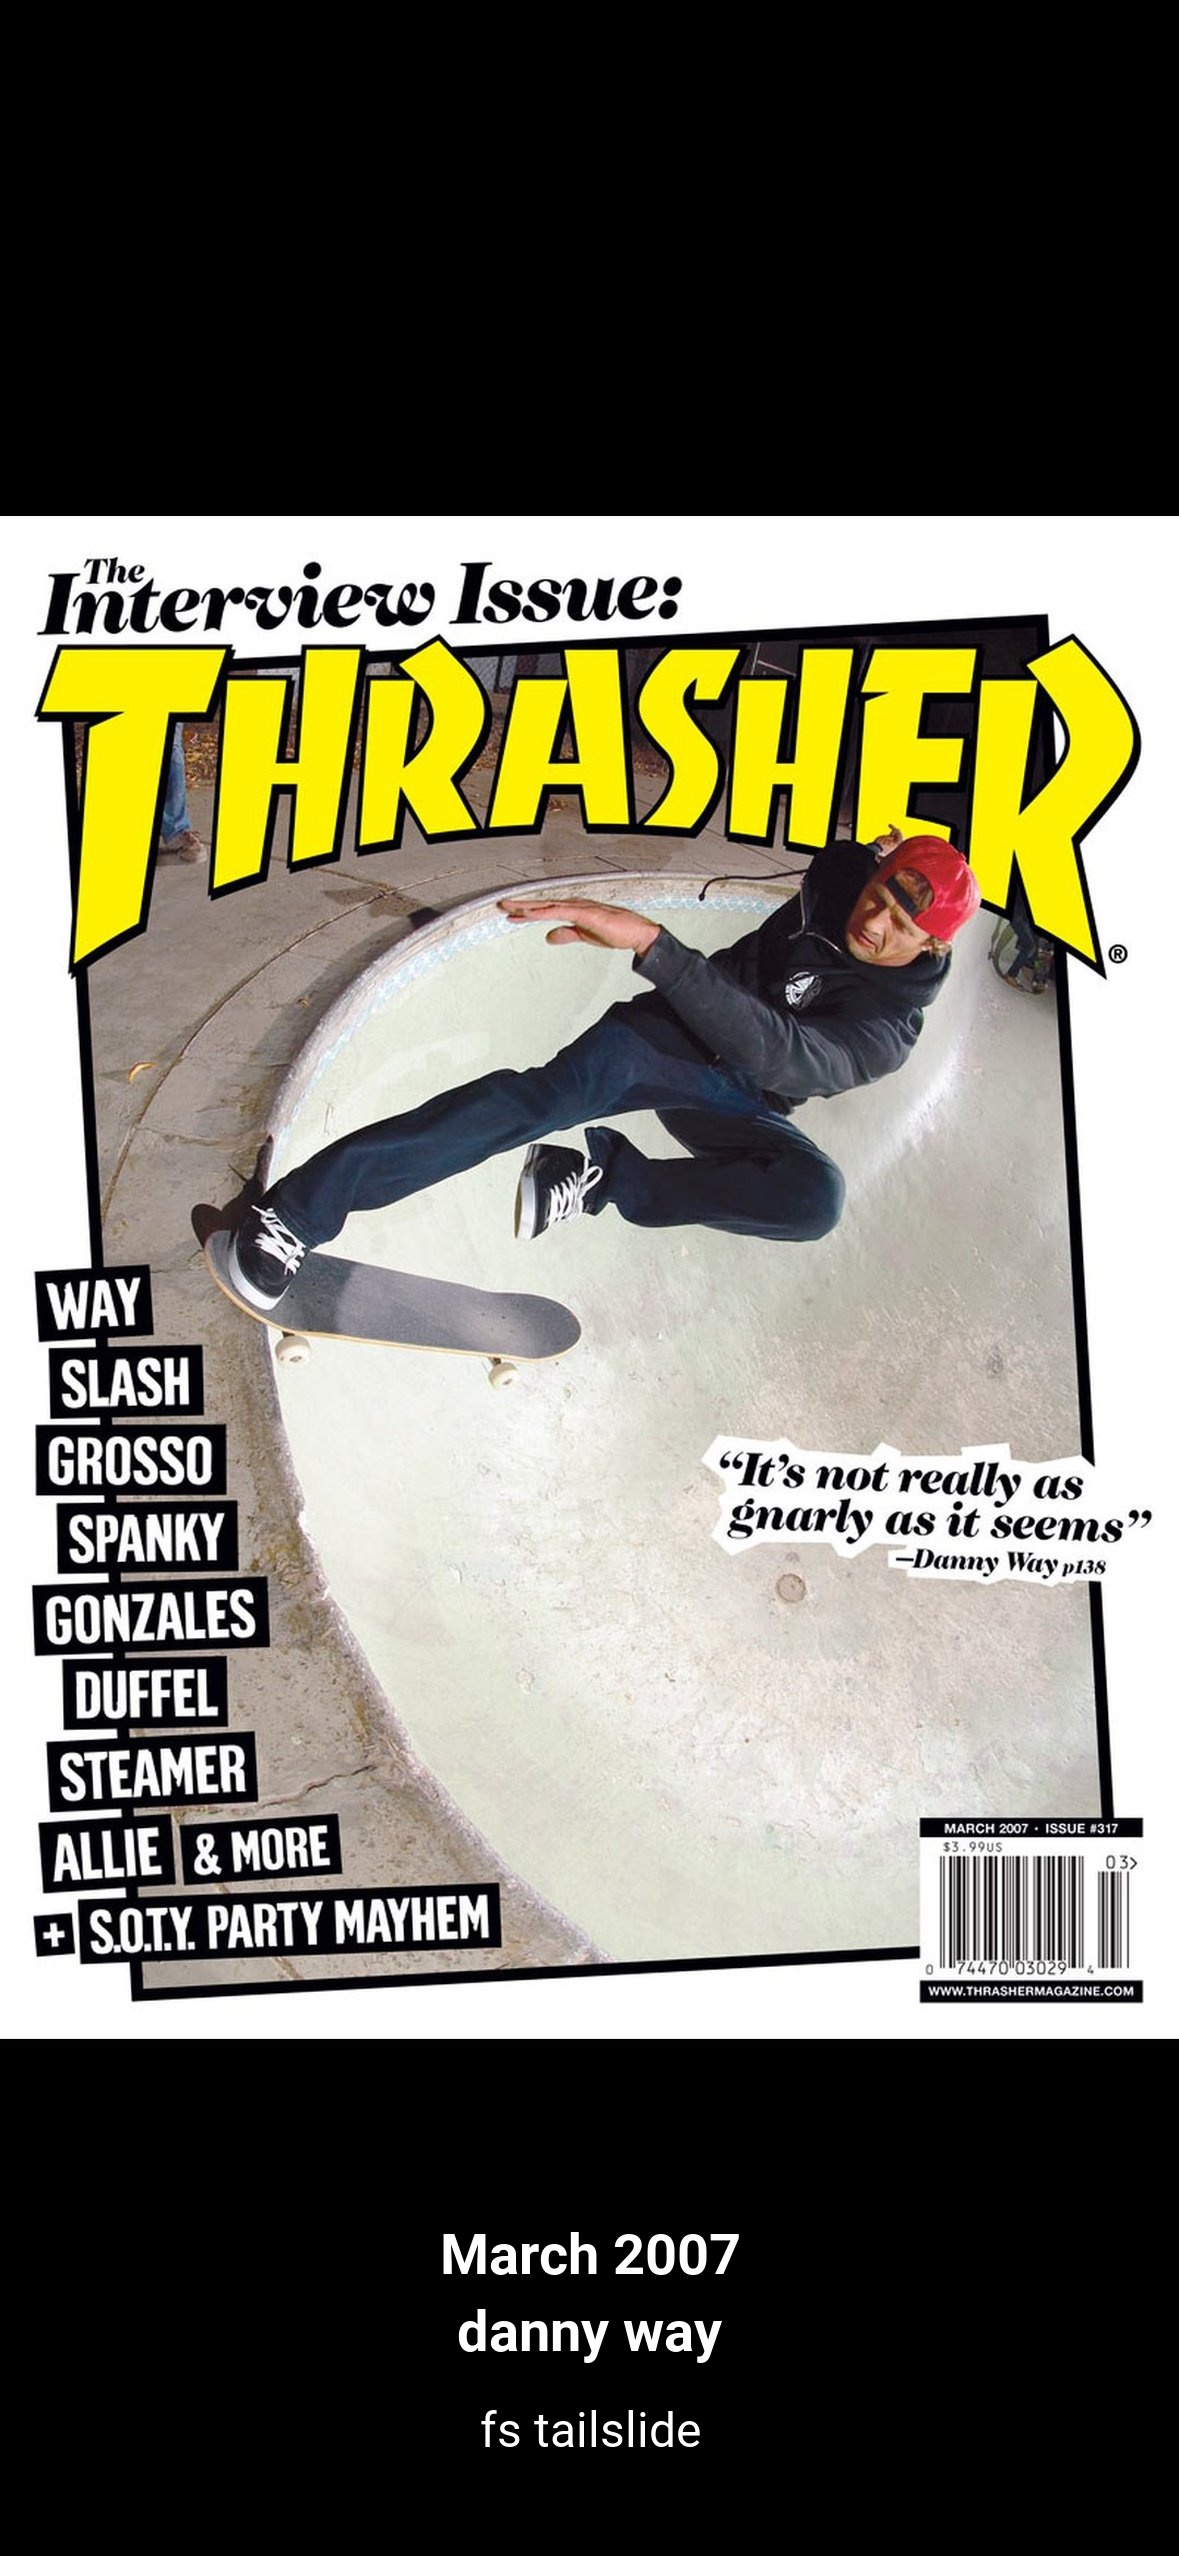 The
Interview Issue:
THRASHER®
WAY
SLASH
GROSSO
SPANKY
GONZALES
DUFFEL
STEAMER
ALLIE & MORE
+ S.O.T.Y. PARTY MAYHEM
“It’s not really as
gnarly as it seems”
–Danny Way p138
MARCH 2007 · ISSUE #317
$3.99US
03>
0 74470 03029 4
WWW.THRASHERMAGAZINE.COM
March 2007
danny way
fs tailslide